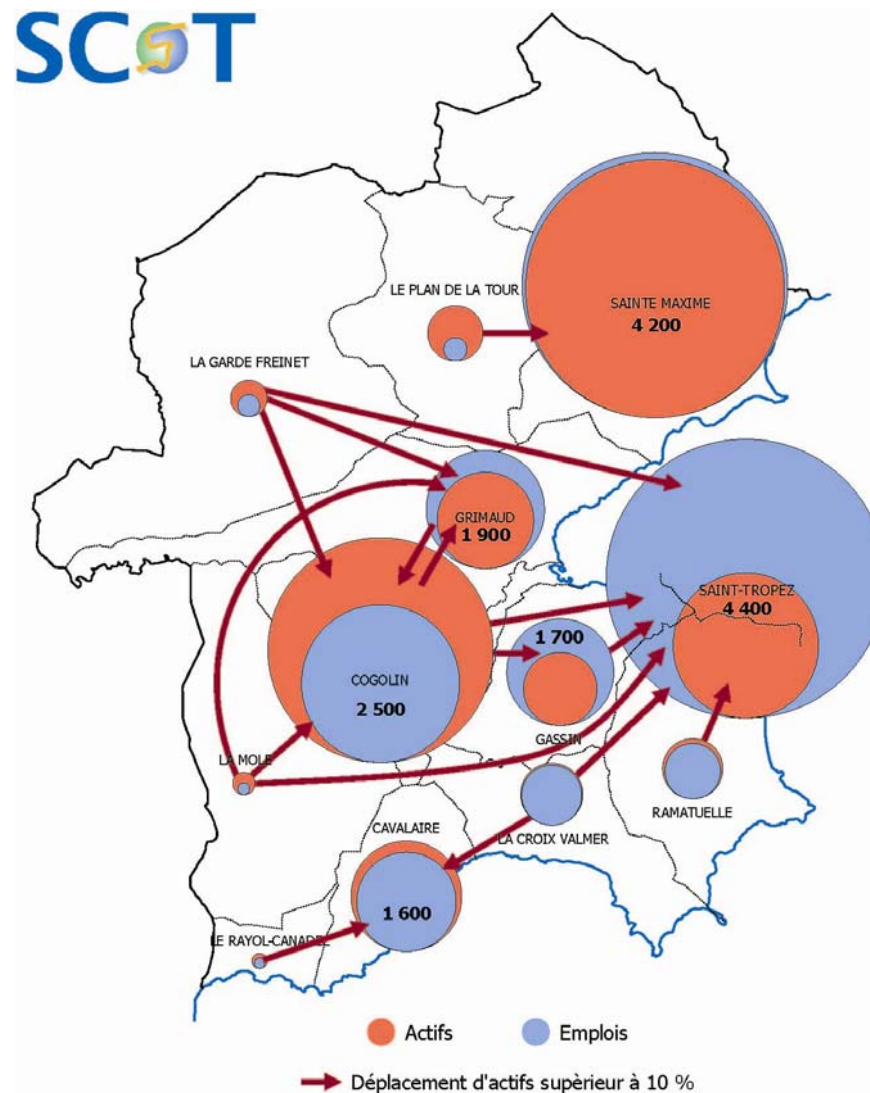 SCOT
LE PLAN DE LA TOUR
SAINTE MAXIME
4 200
LA GARDE FREINET
GRIMAUD
1 900
SAINT-TROPEZ
4 400
1 700
COGOLIN
2 500
GASSIN
LA MOLE
RAMATUELLE
CAVALAIRE
LA CROIX VALMER
1 600
LE RAYOL-CANADEL
Actifs
Emplois
Déplacement d'actifs supèrieur à 10 %